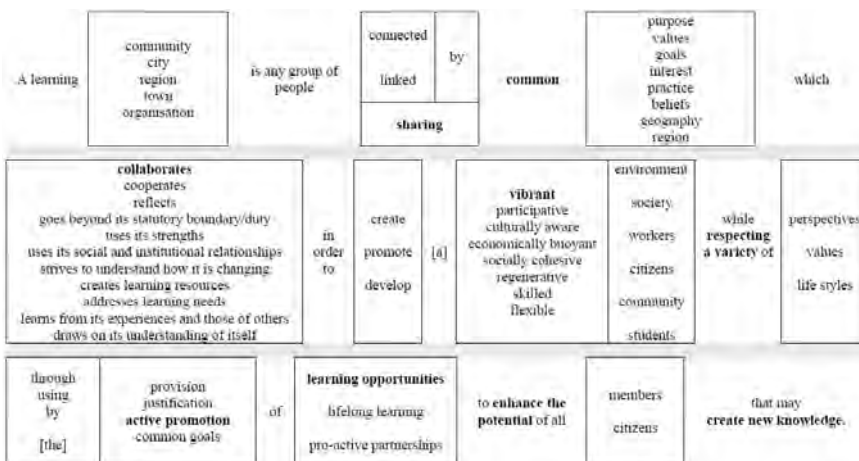 A learning
community
city
region
town
organisation
is any group of
people
connected
linked
by
sharing
common
purpose
values
goals
interest
practice
beliefs
geography
region
which
collaborates
cooperates
reflects
goes beyond its statutory boundary/duty
uses its strengths
uses its social and institutional relationships
strives to understand how it is changing
creates learning resources
addresses learning needs
learns from its experiences and those of others
draws on its understanding of itself
in
order
to
create
promote
develop
[a]
vibrant
participative
culturally aware
economically buoyant
socially cohesive
regenerative
skilled
flexible
environment
society
workers
citizens
community
students
while
respecting
a variety of
perspectives
values
life styles
through
using
by
[the]
provision
justification
active promotion
common goals
of
learning opportunities
lifelong learning
pro-active partnerships
to enhance the
potential of all
members
citizens
that may
create new knowledge.